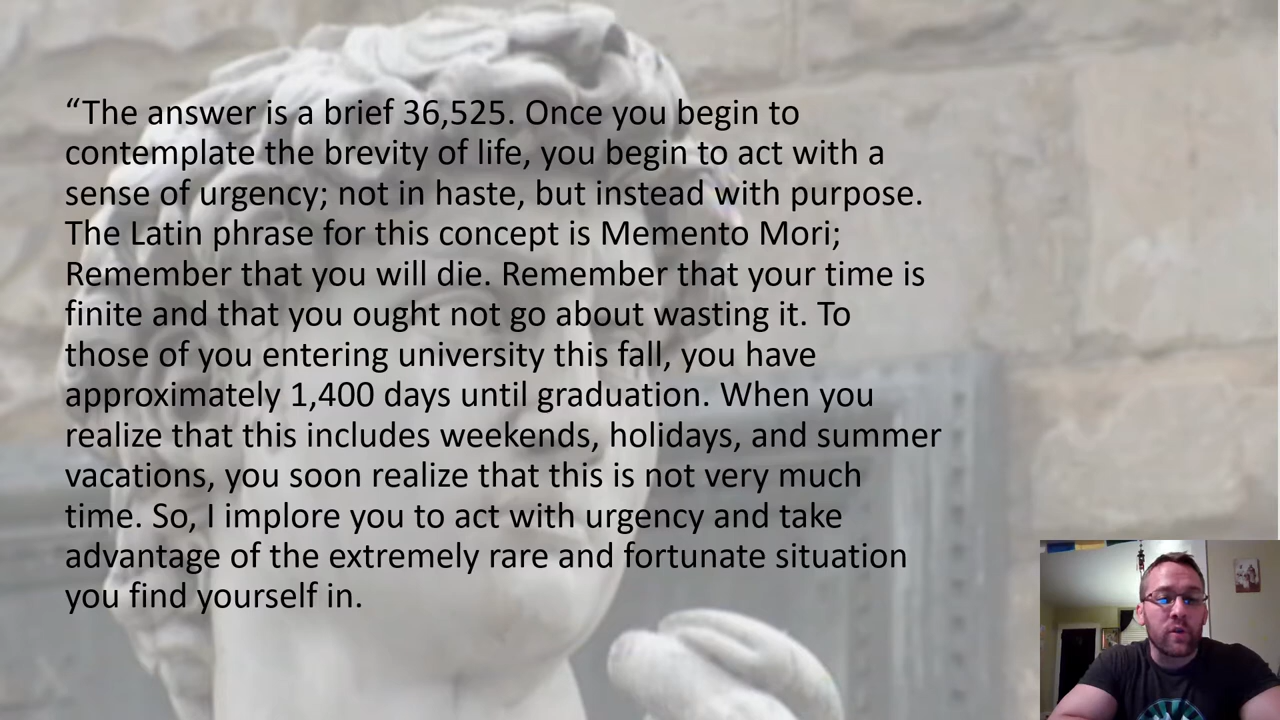 “The answer is a brief 36,525. Once you begin to
contemplate the brevity of life, you begin to act with a
sense of urgency; not in haste, but instead with purpose.
The Latin phrase for this concept is Memento Mori;
Remember that you will die. Remember that your time is
finite and that you ought not go about wasting it. To
those of you entering university this fall, you have
approximately 1,400 days until graduation. When you
realize that this includes weekends, holidays, and summer
vacations, you soon realize that this is not very much
time. So, I implore you to act with urgency and take
advantage of the extremely rare and fortunate situation
you find yourself in.